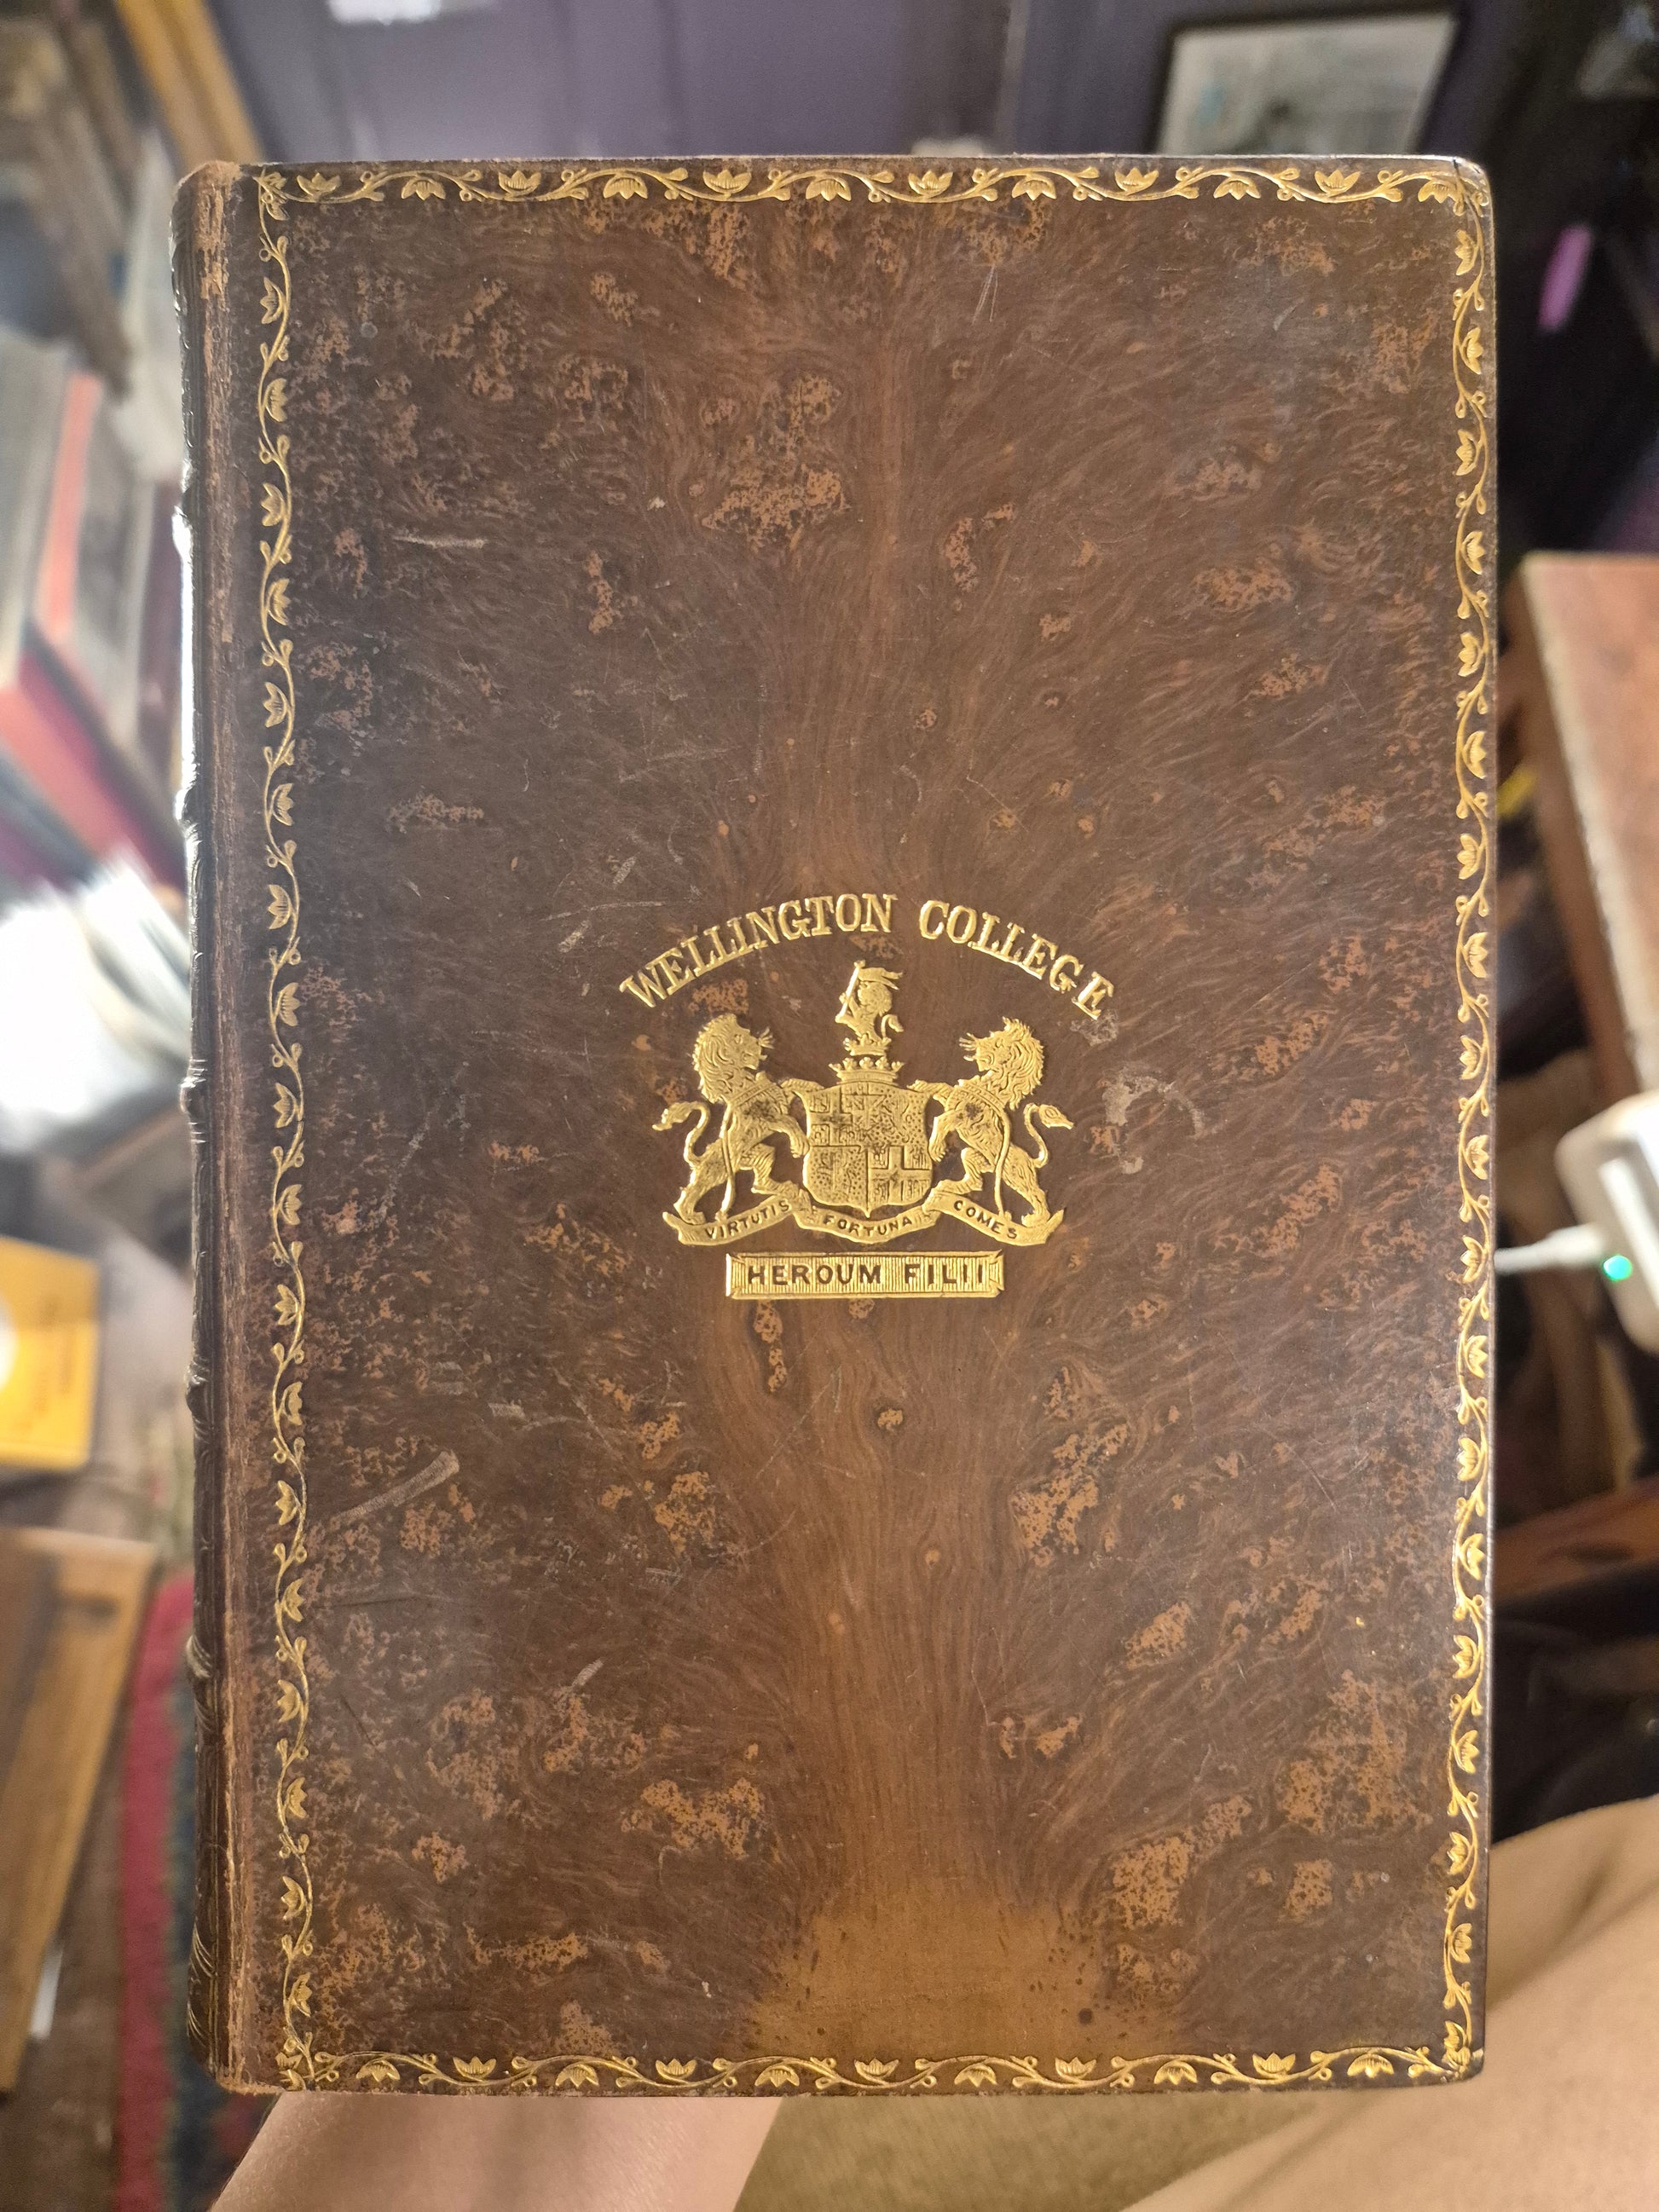 WELLINGTON COLLEGE
VIRTUTIS FORTUNA COMES
HEROUM FILII